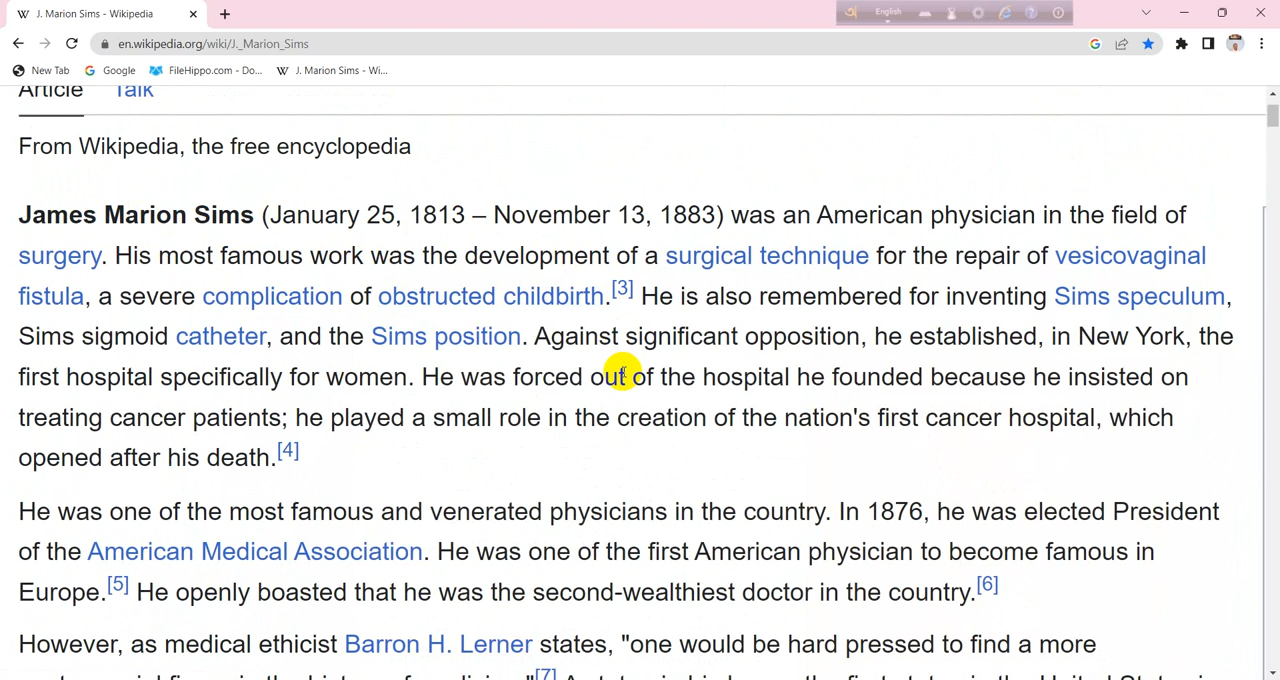 J. Marion Sims - Wikipedia
English
en.wikipedia.org/wiki/J._Marion_Sims
New Tab Google FileHippo.com - Do... J. Marion Sims - Wi...
Article Talk
From Wikipedia, the free encyclopedia
James Marion Sims (January 25, 1813 – November 13, 1883) was an American physician in the field of
surgery. His most famous work was the development of a surgical technique for the repair of vesicovaginal
fistula, a severe complication of obstructed childbirth.[3] He is also remembered for inventing Sims speculum,
Sims sigmoid catheter, and the Sims position. Against significant opposition, he established, in New York, the
first hospital specifically for women. He was forced out of the hospital he founded because he insisted on
treating cancer patients; he played a small role in the creation of the nation's first cancer hospital, which
opened after his death.[4]
He was one of the most famous and venerated physicians in the country. In 1876, he was elected President
of the American Medical Association. He was one of the first American physician to become famous in
Europe.[5] He openly boasted that he was the second-wealthiest doctor in the country.[6]
However, as medical ethicist Barron H. Lerner states, "one would be hard pressed to find a more
[7]